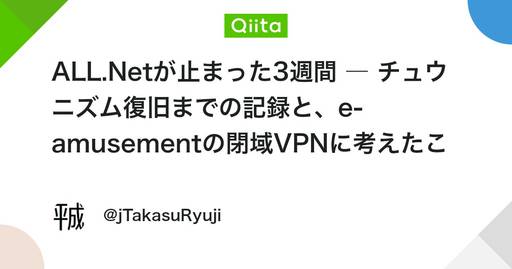 Qiita
ALL.Netが止まった3週間 — チュウ
ニズム復旧までの記録と、e-
amusementの閉域VPNに考えたこ
平誠
@jTakasuRyuji